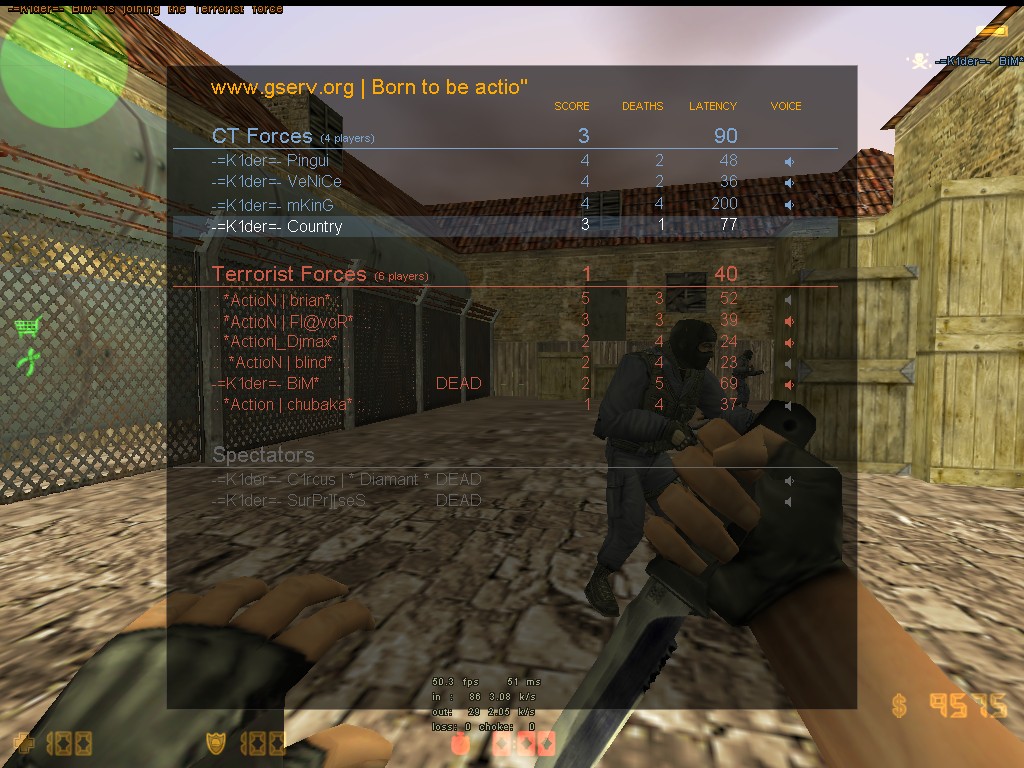 -=K1der=- BiM* is joining the Terrorist force
-=K1der=- BiM*
www.gserv.org | Born to be actio"
SCORE DEATHS LATENCY VOICE
CT Forces (4 players) 3 90
-=K1der=- Pingui 4 2 48
-=K1der=- VeNiCe 4 2 36
-=K1der=- mKinG 4 4 200
-=K1der=- Country 3 1 77
Terrorist Forces (6 players) 1 40
*ActioN | brian* 5 3 52
*ActioN | Fl@voR* 3 3 39
*Action|_Djmax* 2 4 24
*ActioN | blind* 2 4 23
-=K1der=- BiM* DEAD 2 5 69
*Action | chubaka* 1 4 37
Spectators
-=K1der=- C1rcus | * Diamant * DEAD
-=K1der=- SurPr][seS DEAD
50.3 fps 51 ms
in : 86 3.08 k/s
out: 29 2.05 k/s
loss: 0 choke: 0
$ 9575
100 100